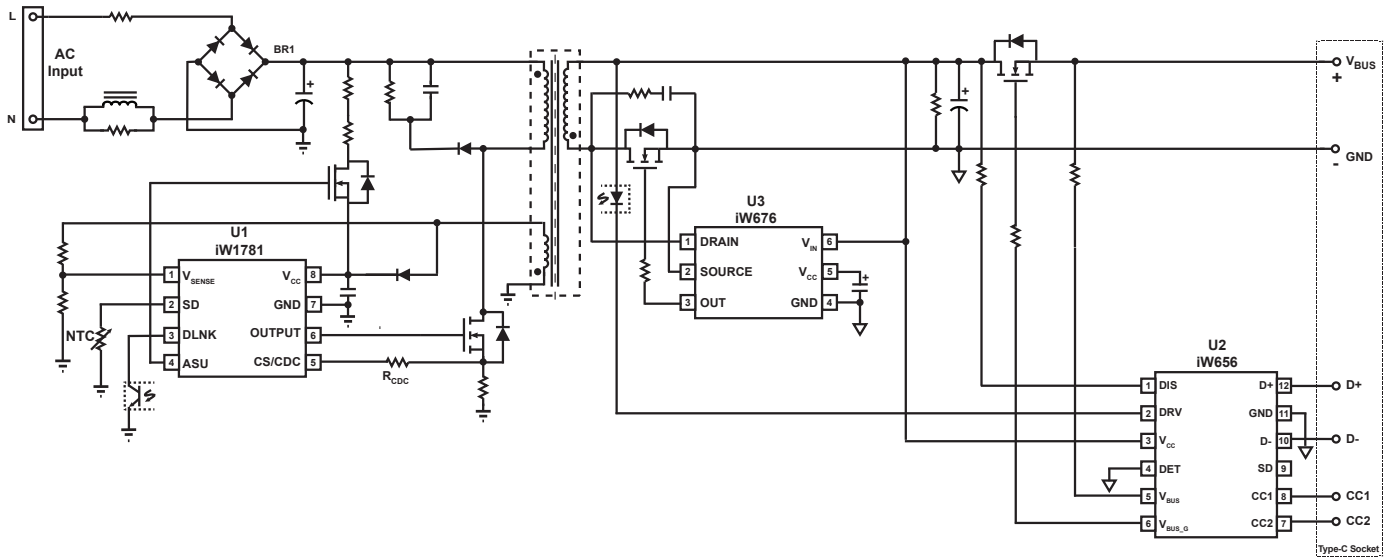 L
AC
Input
N
BR1
+
+
VBUS
+
GND
-
U1
iW1781
1 VSENSE
2 SD
3 DLNK
4 ASU
VCC 8
GND 7
OUTPUT 6
CS/CDC 5
NTC
RCDC
U3
iW676
1 DRAIN
2 SOURCE
3 OUT
VIN 6
VCC 5
GND 4
+
U2
iW656
1 DIS
2 DRV
3 VCC
4 DET
5 VBUS
6 VBUS_G
D+ 12
GND 11
D- 10
SD 9
CC1 8
CC2 7
D+
D-
CC1
CC2
Type-C Socket